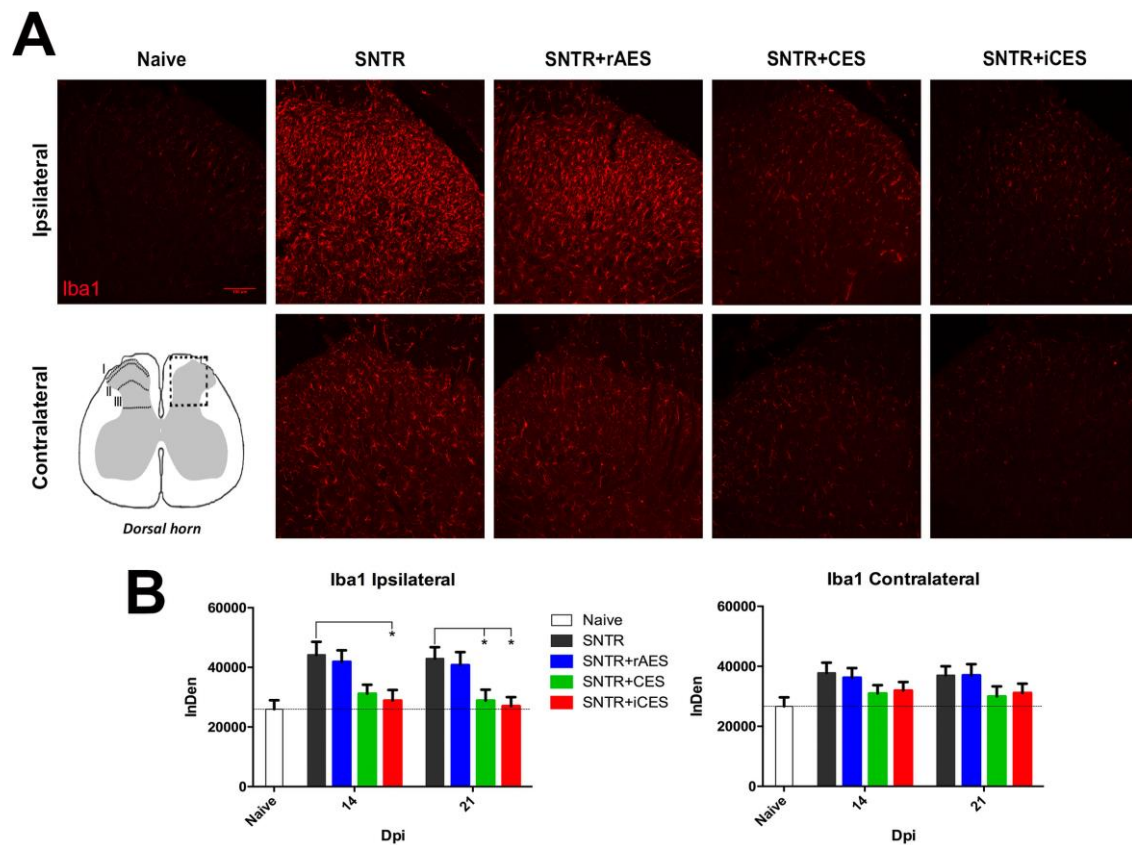 A
Naive
SNTR
SNTR+rAES
SNTR+CES
SNTR+iCES
Ipsilateral
Iba1
Contralateral
I
II
III
Dorsal horn
B
Iba1 Ipsilateral
60000
40000
20000
0
InDen
* * *
Naive
14
21
Dpi
Naive
SNTR
SNTR+rAES
SNTR+CES
SNTR+iCES
Iba1 Contralateral
60000
40000
20000
0
InDen
Naive
14
21
Dpi